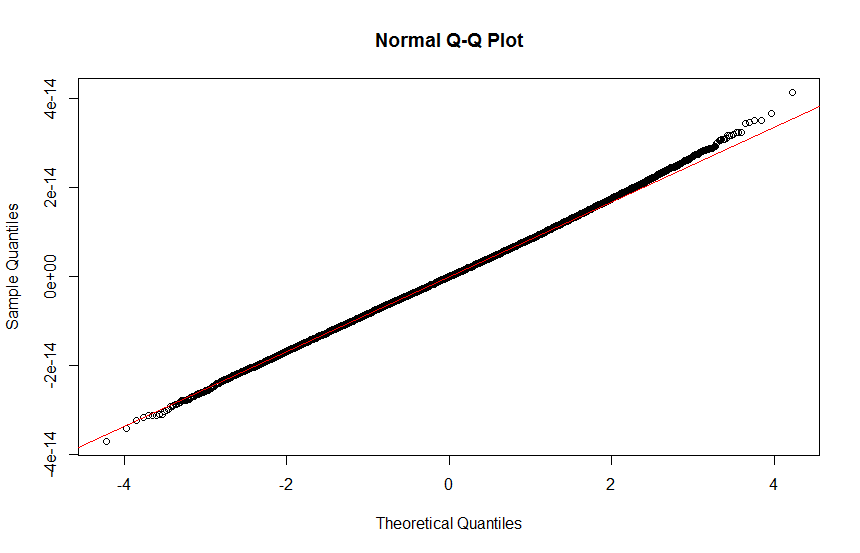 Normal Q-Q Plot
4e-14
2e-14
0e+00
-2e-14
-4e-14
Sample Quantiles
-4 -2 0 2 4
Theoretical Quantiles